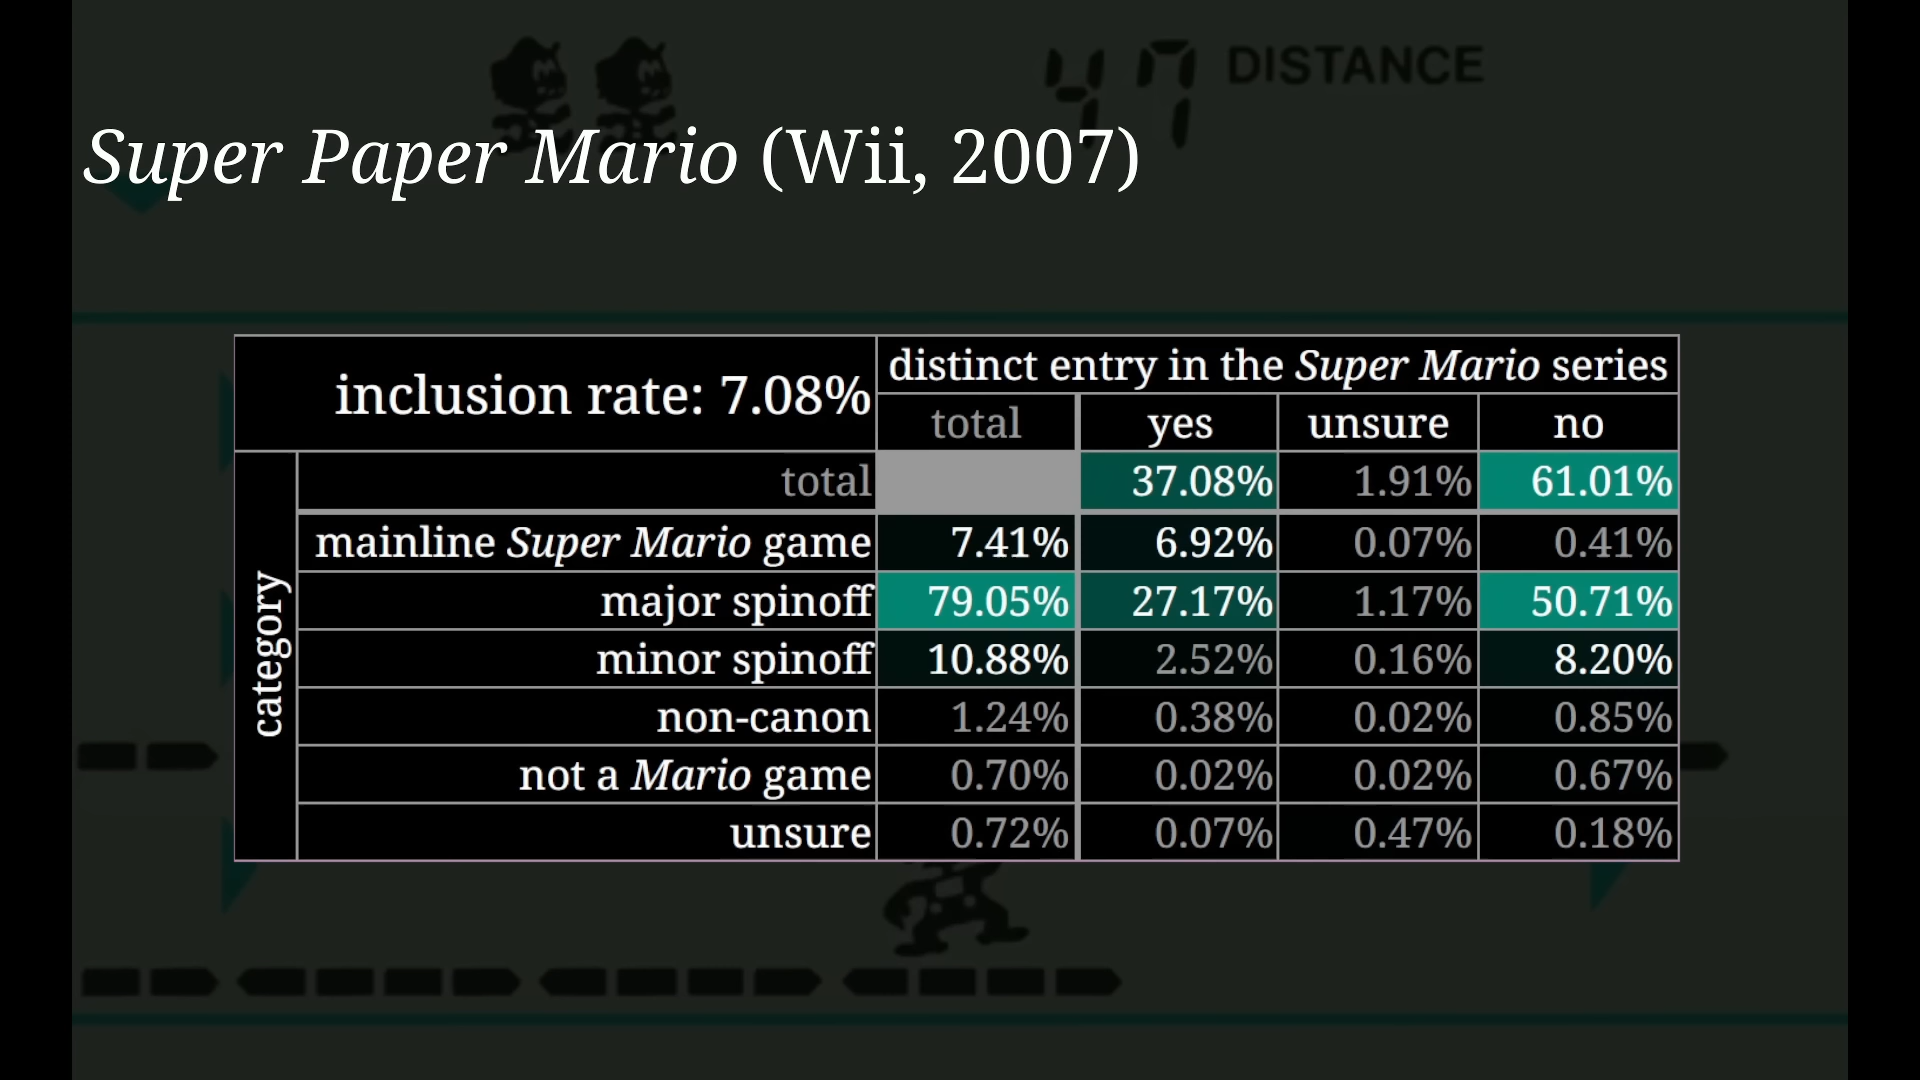 47 DISTANCE
Super Paper Mario (Wii, 2007)
inclusion rate: 7.08%
distinct entry in the Super Mario series
total yes unsure no
category
total 37.08% 1.91% 61.01%
mainline Super Mario game 7.41% 6.92% 0.07% 0.41%
major spinoff 79.05% 27.17% 1.17% 50.71%
minor spinoff 10.88% 2.52% 0.16% 8.20%
non-canon 1.24% 0.38% 0.02% 0.85%
not a Mario game 0.70% 0.02% 0.02% 0.67%
unsure 0.72% 0.07% 0.47% 0.18%